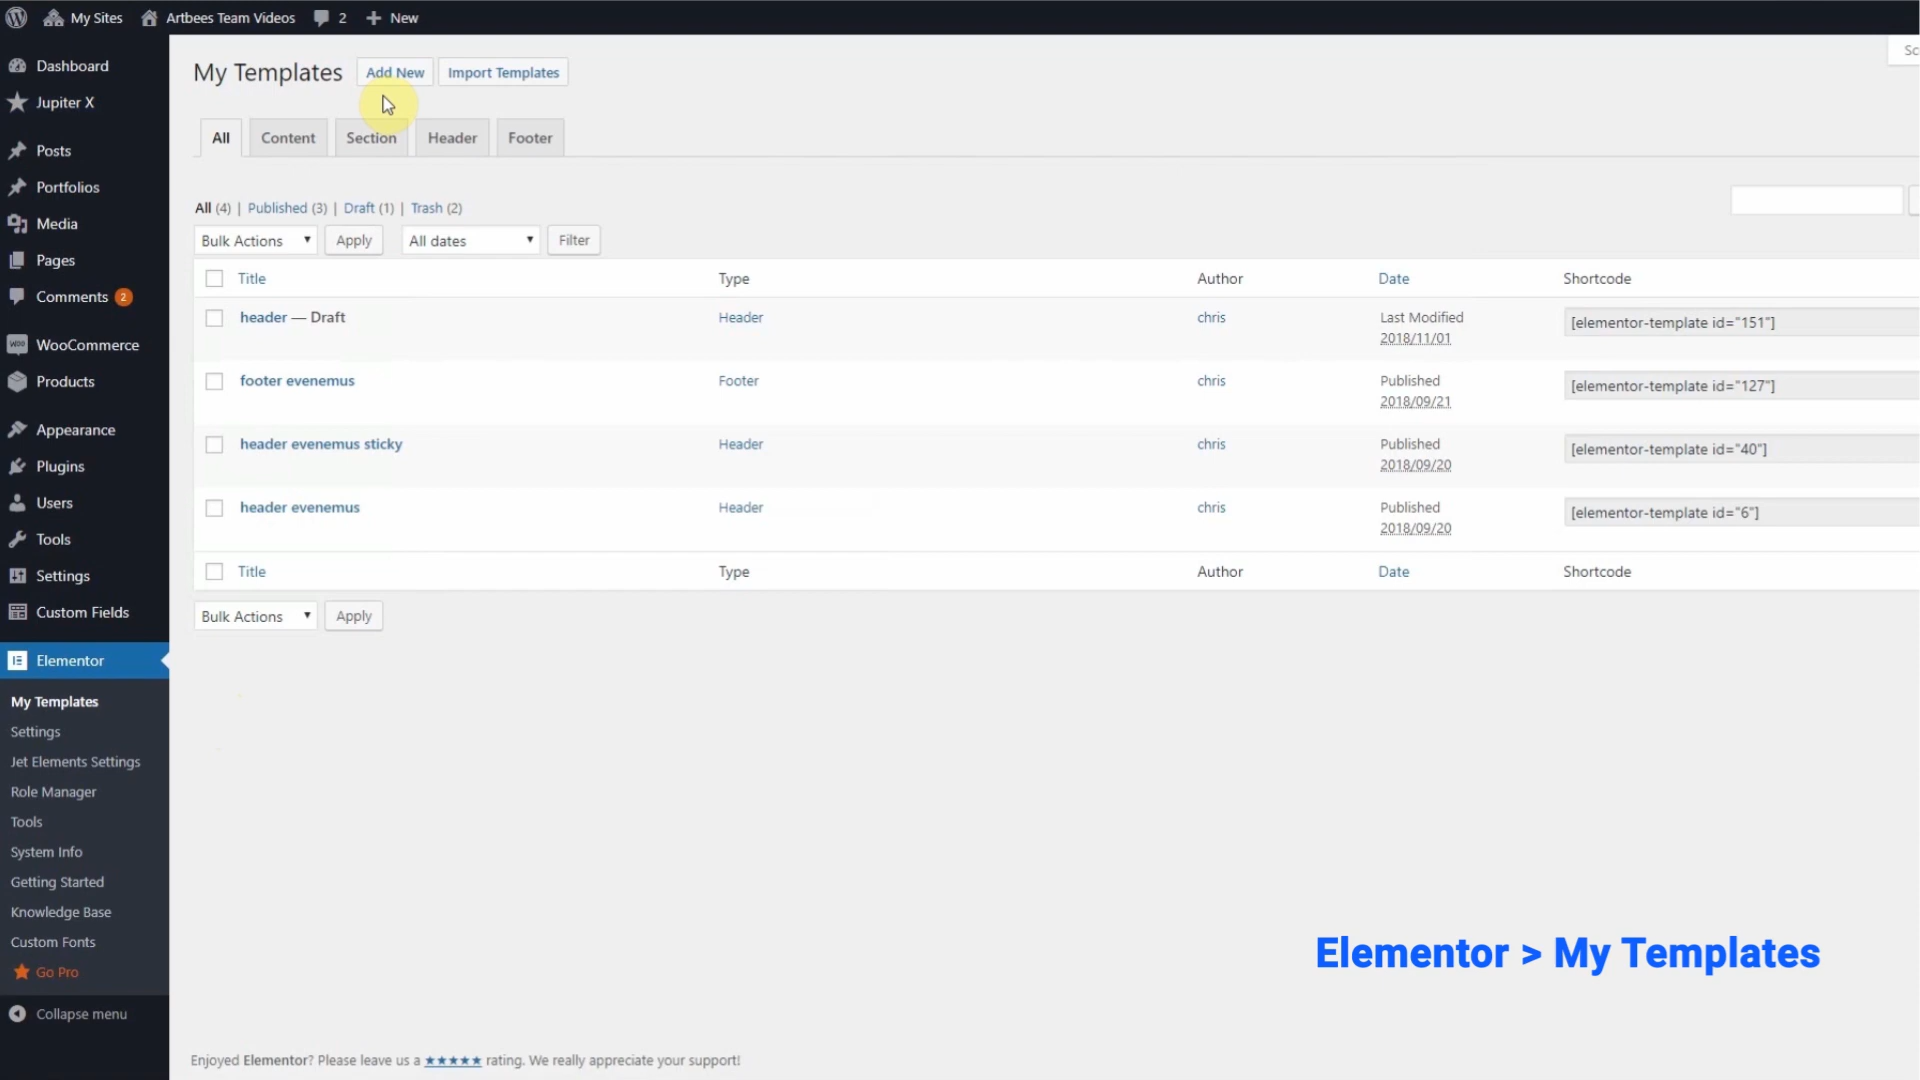 My Sites Artbees Team Videos 2 New
Sc
Dashboard
Jupiter X
Posts
Portfolios
Media
Pages
Comments 2
WooCommerce
Products
Appearance
Plugins
Users
Tools
Settings
Custom Fields
Elementor
My Templates
Settings
Jet Elements Settings
Role Manager
Tools
System Info
Getting Started
Knowledge Base
Custom Fonts
Go Pro
Collapse menu
My Templates Add New Import Templates
All Content Section Header Footer
All (4) | Published (3) | Draft (1) | Trash (2)
Bulk Actions Apply All dates Filter
Title Type Author Date Shortcode
header — Draft Header chris Last Modified 2018/11/01 [elementor-template id="151"]
footer evenemus Footer chris Published 2018/09/21 [elementor-template id="127"]
header evenemus sticky Header chris Published 2018/09/20 [elementor-template id="40"]
header evenemus Header chris Published 2018/09/20 [elementor-template id="6"]
Title Type Author Date Shortcode
Bulk Actions Apply
Elementor > My Templates
Enjoyed Elementor? Please leave us a ★★★★★ rating. We really appreciate your support!